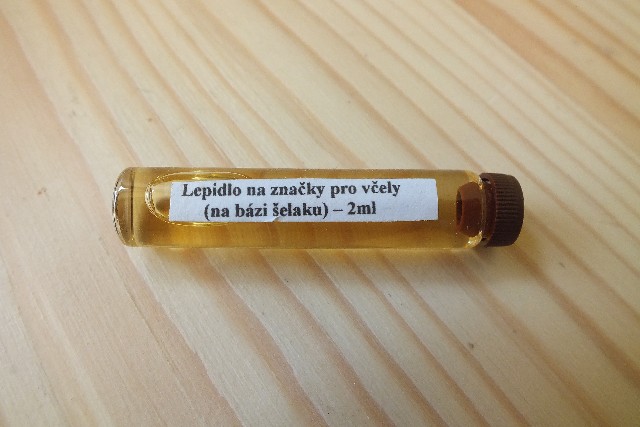 Lepidlo na značky pro včely
(na bázi šelaku) – 2ml